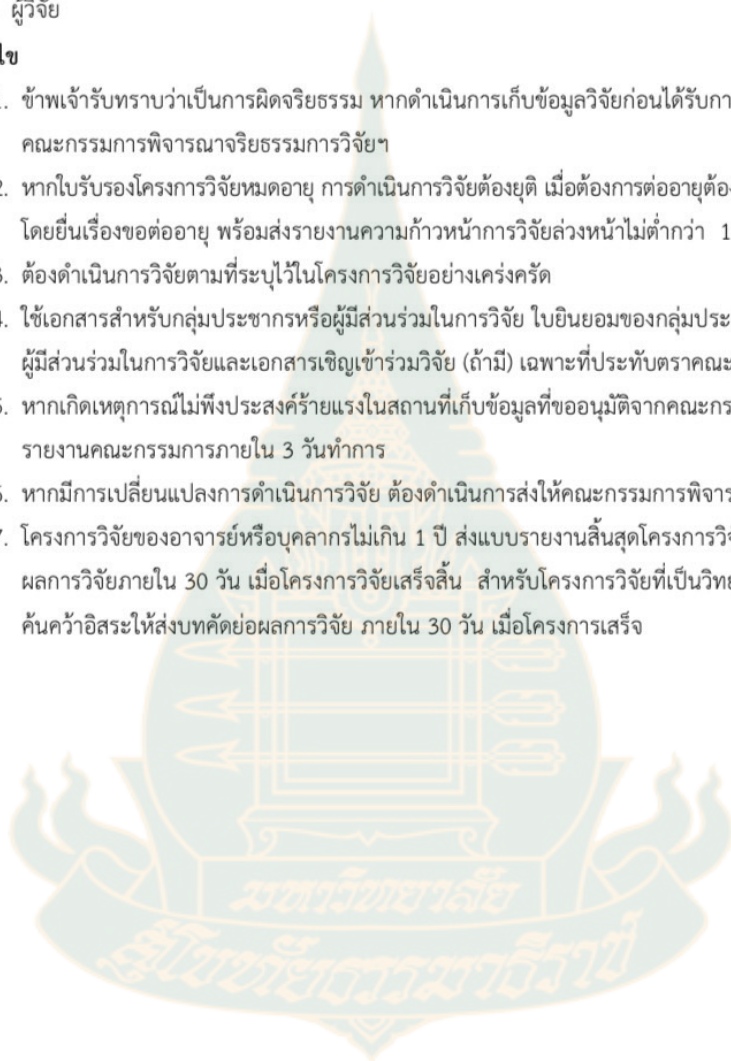 ผู้วิจัย
ไข
. ข้าพเจ้ารับทราบว่าเป็นการผิดจริยธรรม หากดำเนินการเก็บข้อมูลวิจัยก่อนได้รับกา
คณะกรรมการพิจารณาจริยธรรมการวิจัยฯ
2. หากใบรับรองโครงการวิจัยหมดอายุ การดำเนินการวิจัยต้องยุติ เมื่อต้องการต่ออายุต้อง
โดยยื่นเรื่องขอต่ออายุ พร้อมส่งรายงานความก้าวหน้าการวิจัยล่วงหน้าไม่ต่ำกว่า 1
3. ต้องดำเนินการวิจัยตามที่ระบุไว้ในโครงการวิจัยอย่างเคร่งครัด
4. ใช้เอกสารสำหรับกลุ่มประชากรหรือผู้มีส่วนร่วมในการวิจัย ใบยินยอมของกลุ่มประ
ผู้มีส่วนร่วมในการวิจัยและเอกสารเชิญเข้าร่วมวิจัย (ถ้ามี) เฉพาะที่ประทับตราคณะ
5. หากเกิดเหตุการณ์ไม่พึงประสงค์ร้ายแรงในสถานที่เก็บข้อมูลที่ขออนุมัติจากคณะกร
รายงานคณะกรรมการภายใน 3 วันทำการ
6. หากมีการเปลี่ยนแปลงการดำเนินการวิจัย ต้องดำเนินการส่งให้คณะกรรมการพิจาร
7. โครงการวิจัยของอาจารย์หรือบุคลากรไม่เกิน 1 ปี ส่งแบบรายงานสิ้นสุดโครงการวิจ
ผลการวิจัยภายใน 30 วัน เมื่อโครงการวิจัยเสร็จสิ้น สำหรับโครงการวิจัยที่เป็นวิทย
ค้นคว้าอิสระให้ส่งบทคัดย่อผลการวิจัย ภายใน 30 วัน เมื่อโครงการเสร็จ
มหาวิทยาลัย
สุโขทัยธรรมาธิราช